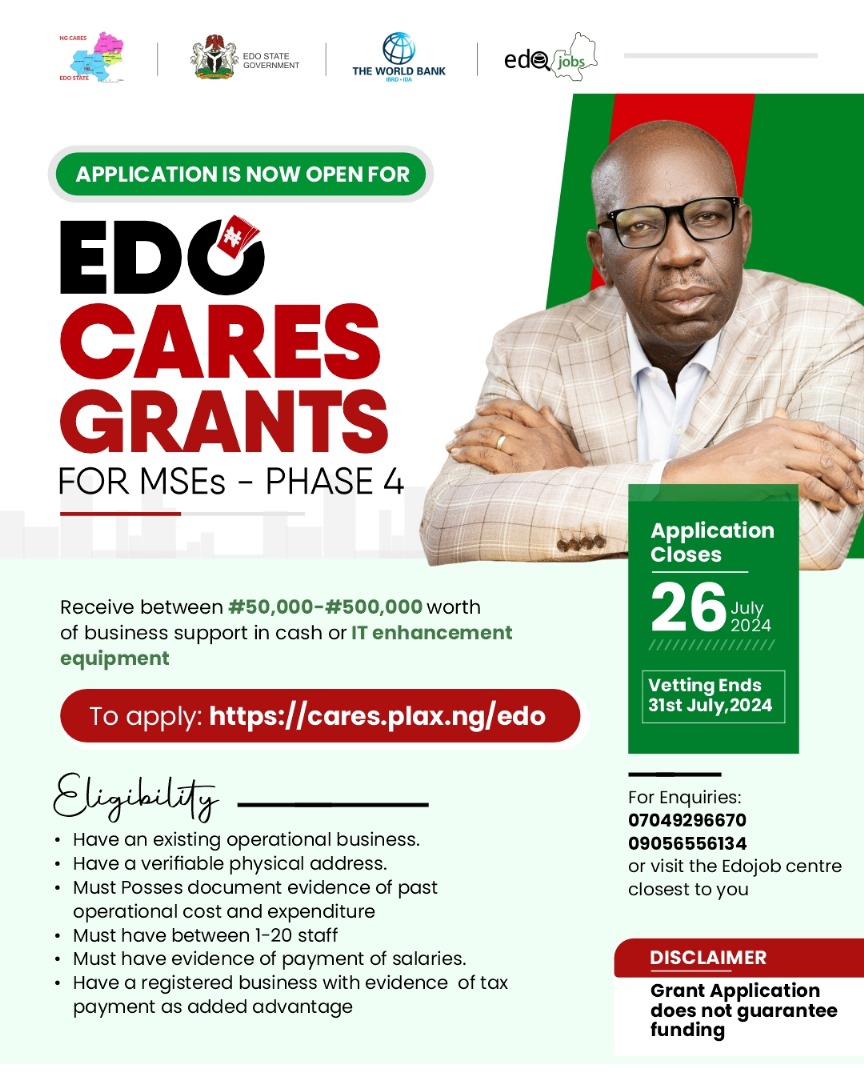 NG CARES
EDO STATE
EDO STATE
GOVERNMENT
THE WORLD BANK
IBRD • IDA
edo jobs
APPLICATION IS NOW OPEN FOR
EDO
₦
CARES
GRANTS
FOR MSEs – PHASE 4
Application
Closes
26 July
2024
Vetting Ends
31st July,2024
Receive between #50,000-#500,000 worth
of business support in cash or IT enhancement
equipment
To apply: https://cares.plax.ng/edo
Eligibility
• Have an existing operational business.
• Have a verifiable physical address.
• Must Posses document evidence of past
operational cost and expenditure
• Must have between 1-20 staff
• Must have evidence of payment of salaries.
• Have a registered business with evidence of tax
payment as added advantage
For Enquiries:
07049296670
09056556134
or visit the Edojob centre
closest to you
DISCLAIMER
Grant Application
does not guarantee
funding